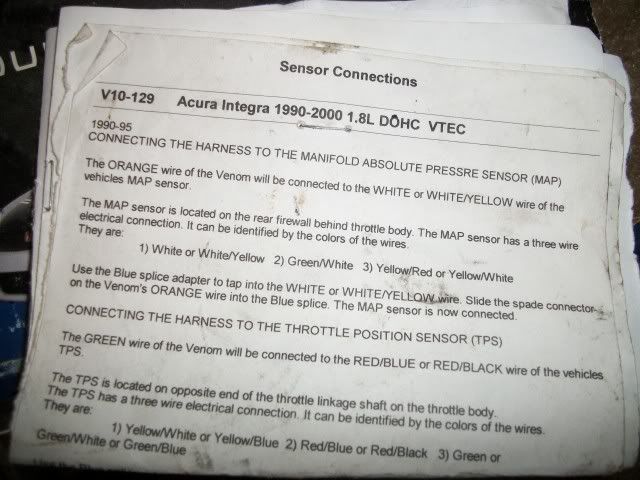 Sensor Connections
V10-129 Acura Integra 1990-2000 1.8L DOHC VTEC
1990-95
CONNECTING THE HARNESS TO THE MANIFOLD ABSOLUTE PRESSRE SENSOR (MAP)
The ORANGE wire of the Venom will be connected to the WHITE or WHITE/YELLOW wire of the
vehicles MAP sensor.
The MAP sensor is located on the rear firewall behind throttle body. The MAP sensor has a three wire
electrical connection. It can be identified by the colors of the wires.
They are:
1) White or White/Yellow 2) Green/White 3) Yellow/Red or Yellow/White
Use the Blue splice adapter to tap into the WHITE or WHITE/YELLOW wire. Slide the spade connector
on the Venom's ORANGE wire into the Blue splice. The MAP sensor is now connected.
CONNECTING THE HARNESS TO THE THROTTLE POSITION SENSOR (TPS)
The GREEN wire of the Venom will be connected to the RED/BLUE or RED/BLACK wire of the vehicles
TPS.
The TPS is located on opposite end of the throttle linkage shaft on the throttle body.
The TPS has a three wire electrical connection. It can be identified by the colors of the wires.
They are:
1) Yellow/White or Yellow/Blue 2) Red/Blue or Red/Black 3) Green or
Green/White or Green/Blue